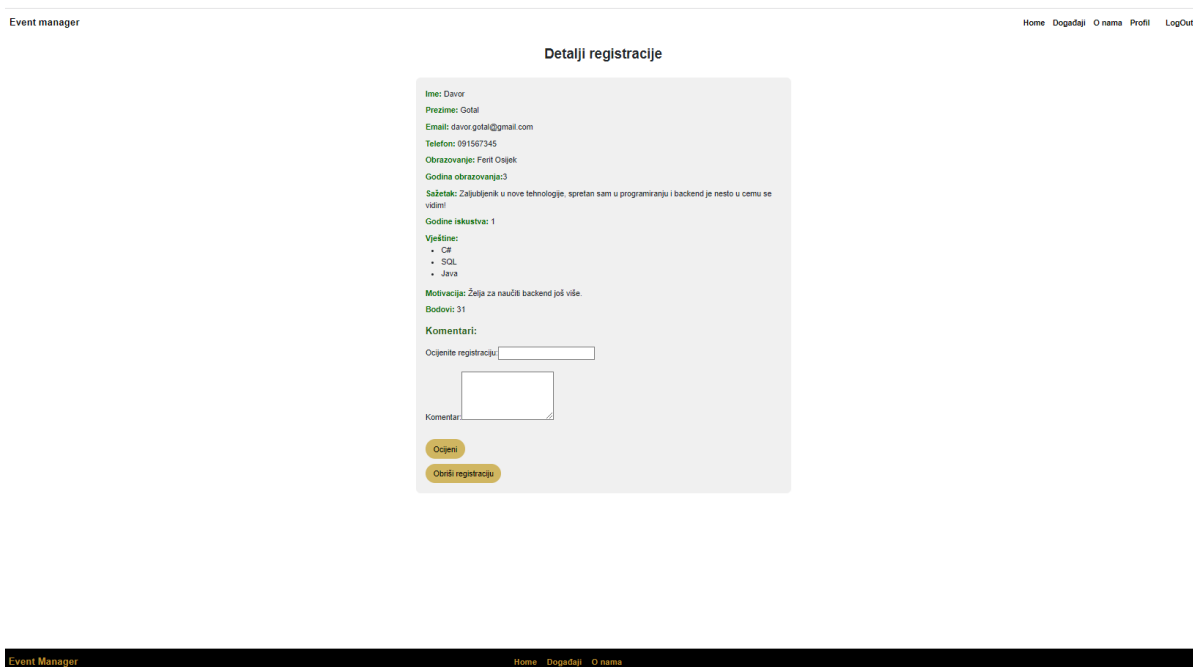 Event manager
Home Događaji O nama Profil LogOut
Detalji registracije
Ime: Davor
Prezime: Gotal
Email: davor.gotal@gmail.com
Telefon: 091567345
Obrazovanje: Ferit Osijek
Godina obrazovanja:3
Sažetak: Zaljubljenik u nove tehnologije, spretan sam u programiranju i backend je nesto u cemu se
vidim!
Godine iskustva: 1
Vještine:
• C#
• SQL
• Java
Motivacija: Želja za naučiti backend još više.
Bodovi: 31
Komentari:
Ocijenite registraciju:
Komentar:
Ocijeni
Obriši registraciju
Event Manager
Home Događaji O nama